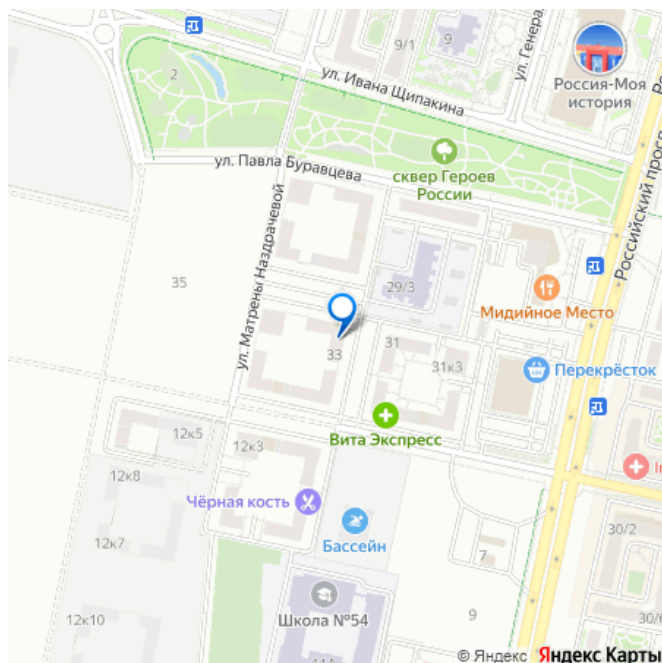 9/1
9
ул. Генера
2
ул. Ивана Щипакина
Россия-Моя
история
ул. Павла Буравцева
сквер Героев
России
Российский просп
ул. Матрены Наздрачевой
35
29/3
Мидийное Место
33
31
31к3
Перекрёсток
Вита Экспресс
12к5
12к3
12к8
Чёрная кость
30/2
Бассейн
12к7
7
Школа №54
9
12к10
30/6
© Яндекс Яндекс Карты